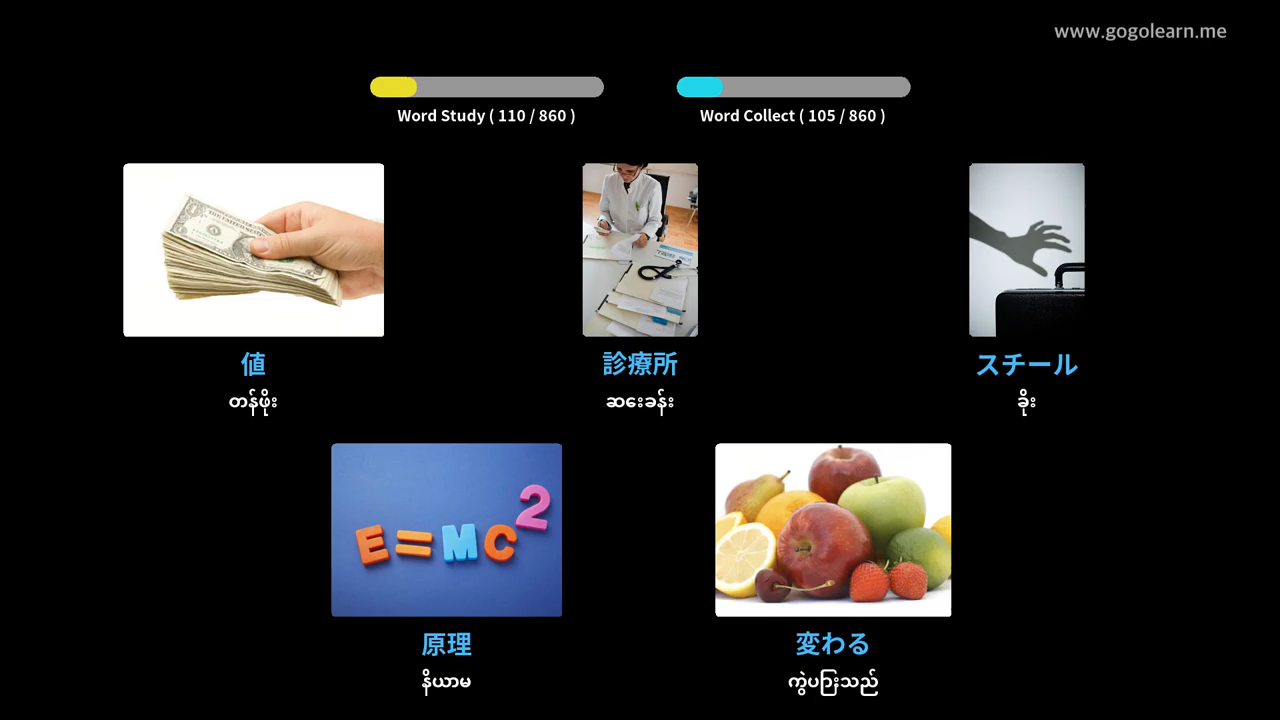 www.gogolearn.me
Word Study ( 110 / 860 )
Word Collect ( 105 / 860 )
値
တန်ဖိုး
診療所
ဆေးခန်း
スチール
ခိုး
原理
နိယာမ
変わる
ကွဲပြားသည်